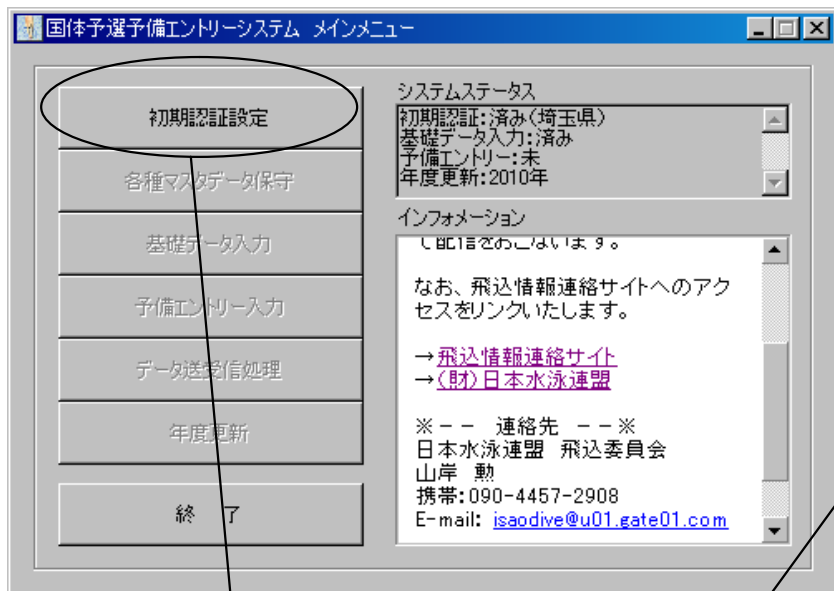 国体予選予備エントリーシステム メインメニュー
初期認証設定
各種マスタデータ保守
基礎データ入力
予備エントリー入力
データ送受信処理
年度更新
終 了
システムステータス
初期認証:済み(埼玉県)
基礎データ入力:済み
予備エントリー:未
年度更新:2010年
インフォメーション
て配信をおこないます。
なお、飛込情報連絡サイトへのアク
セスをリンクいたします。
→飛込情報連絡サイト
→(財)日本水泳連盟
※－－ 連絡先 －－※
日本水泳連盟 飛込委員会
山岸 勲
携帯:090-4457-2908
E-mail: isaodive@u01.gate01.com